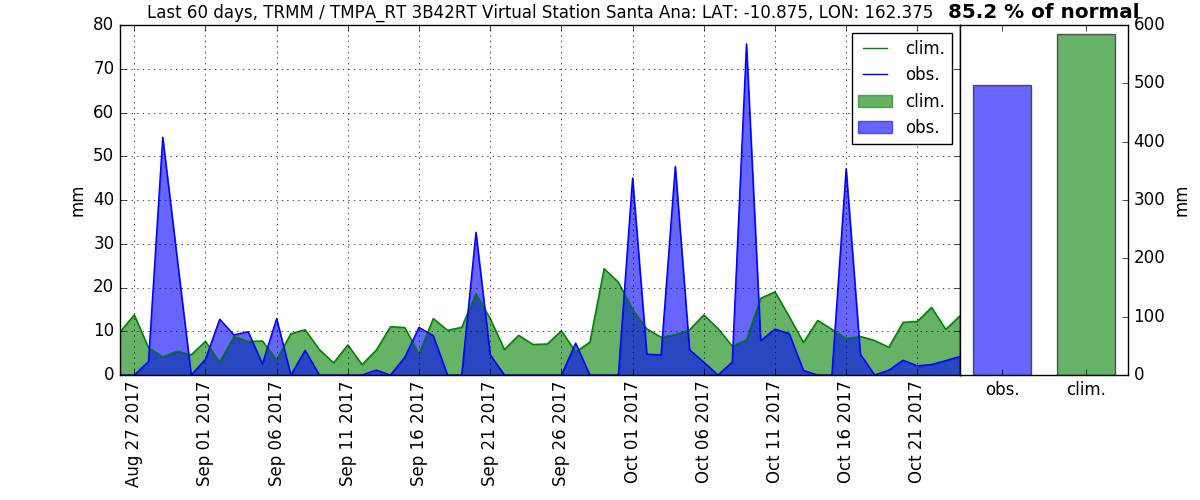 Last 60 days, TRMM / TMPA_RT 3B42RT Virtual Station Santa Ana: LAT: -10.875, LON: 162.375
85.2 % of normal
80
70
60
50
40
30
20
10
0
mm
clim.
obs.
clim.
obs.
Aug 27 2017
Sep 01 2017
Sep 06 2017
Sep 11 2017
Sep 16 2017
Sep 21 2017
Sep 26 2017
Oct 01 2017
Oct 06 2017
Oct 11 2017
Oct 16 2017
Oct 21 2017
600
500
400
300
200
100
0
mm
obs.
clim.